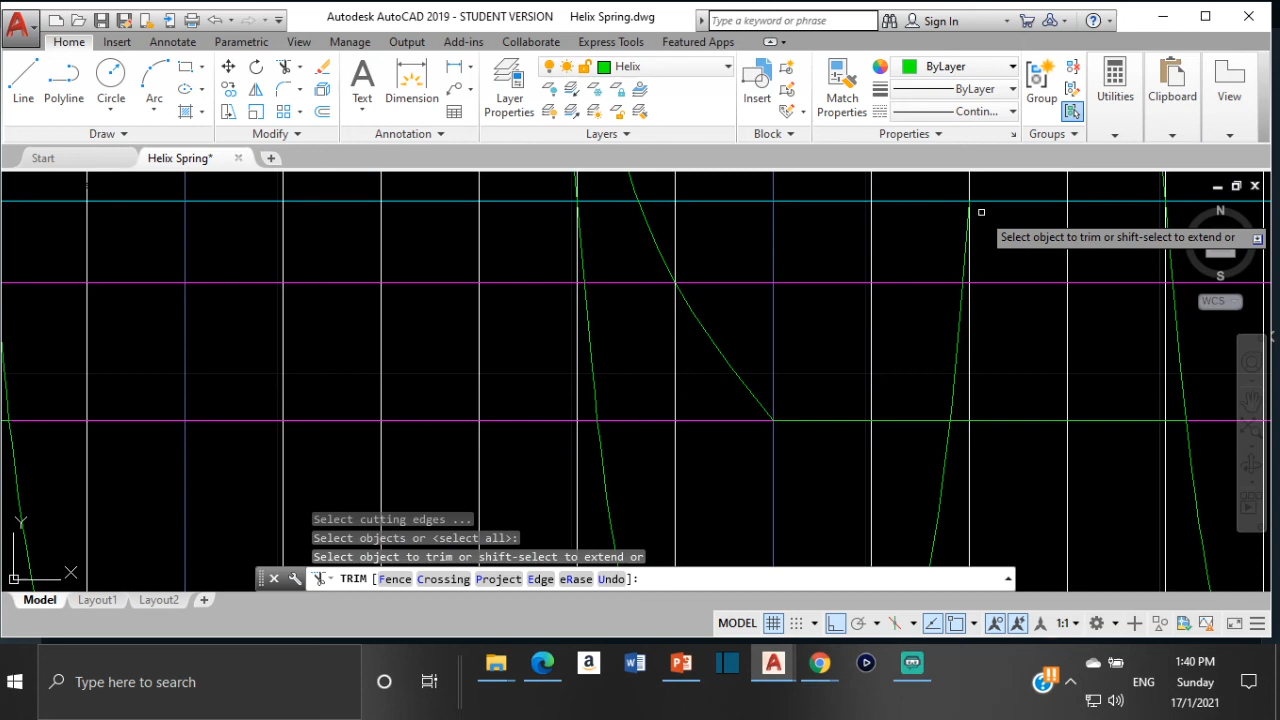 Autodesk AutoCAD 2019 - STUDENT VERSION Helix Spring.dwg
Type a keyword or phrase
Sign In
Home Insert Annotate Parametric View Manage Output Add-ins Collaborate Express Tools Featured Apps
Line Polyline Circle Arc
Text Dimension
Layer Properties
Helix
Insert
Match Properties
ByLayer
ByLayer
Contin...
Group
Utilities
Clipboard
View
Draw Modify Annotation Layers Block Properties Groups
Start Helix Spring*
N
Select object to trim or shift-select to extend or
S
WCS
Y
X
Select cutting edges ...
Select objects or <select all>:
Select object to trim or shift-select to extend or
TRIM [Fence Crossing Project Edge eRase Undo]:
Model Layout1 Layout2
MODEL 1:1
Type here to search
ENG
1:40 PM
Sunday
17/1/2021